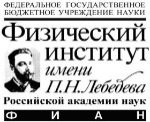 ФЕДЕРАЛЬНОЕ ГОСУДАРСТВЕННОЕ
БЮДЖЕТНОЕ УЧРЕЖДЕНИЕ НАУКИ
Физический
институт
имени
П.Н.Лебедева
Российской академии наук
ФИАН